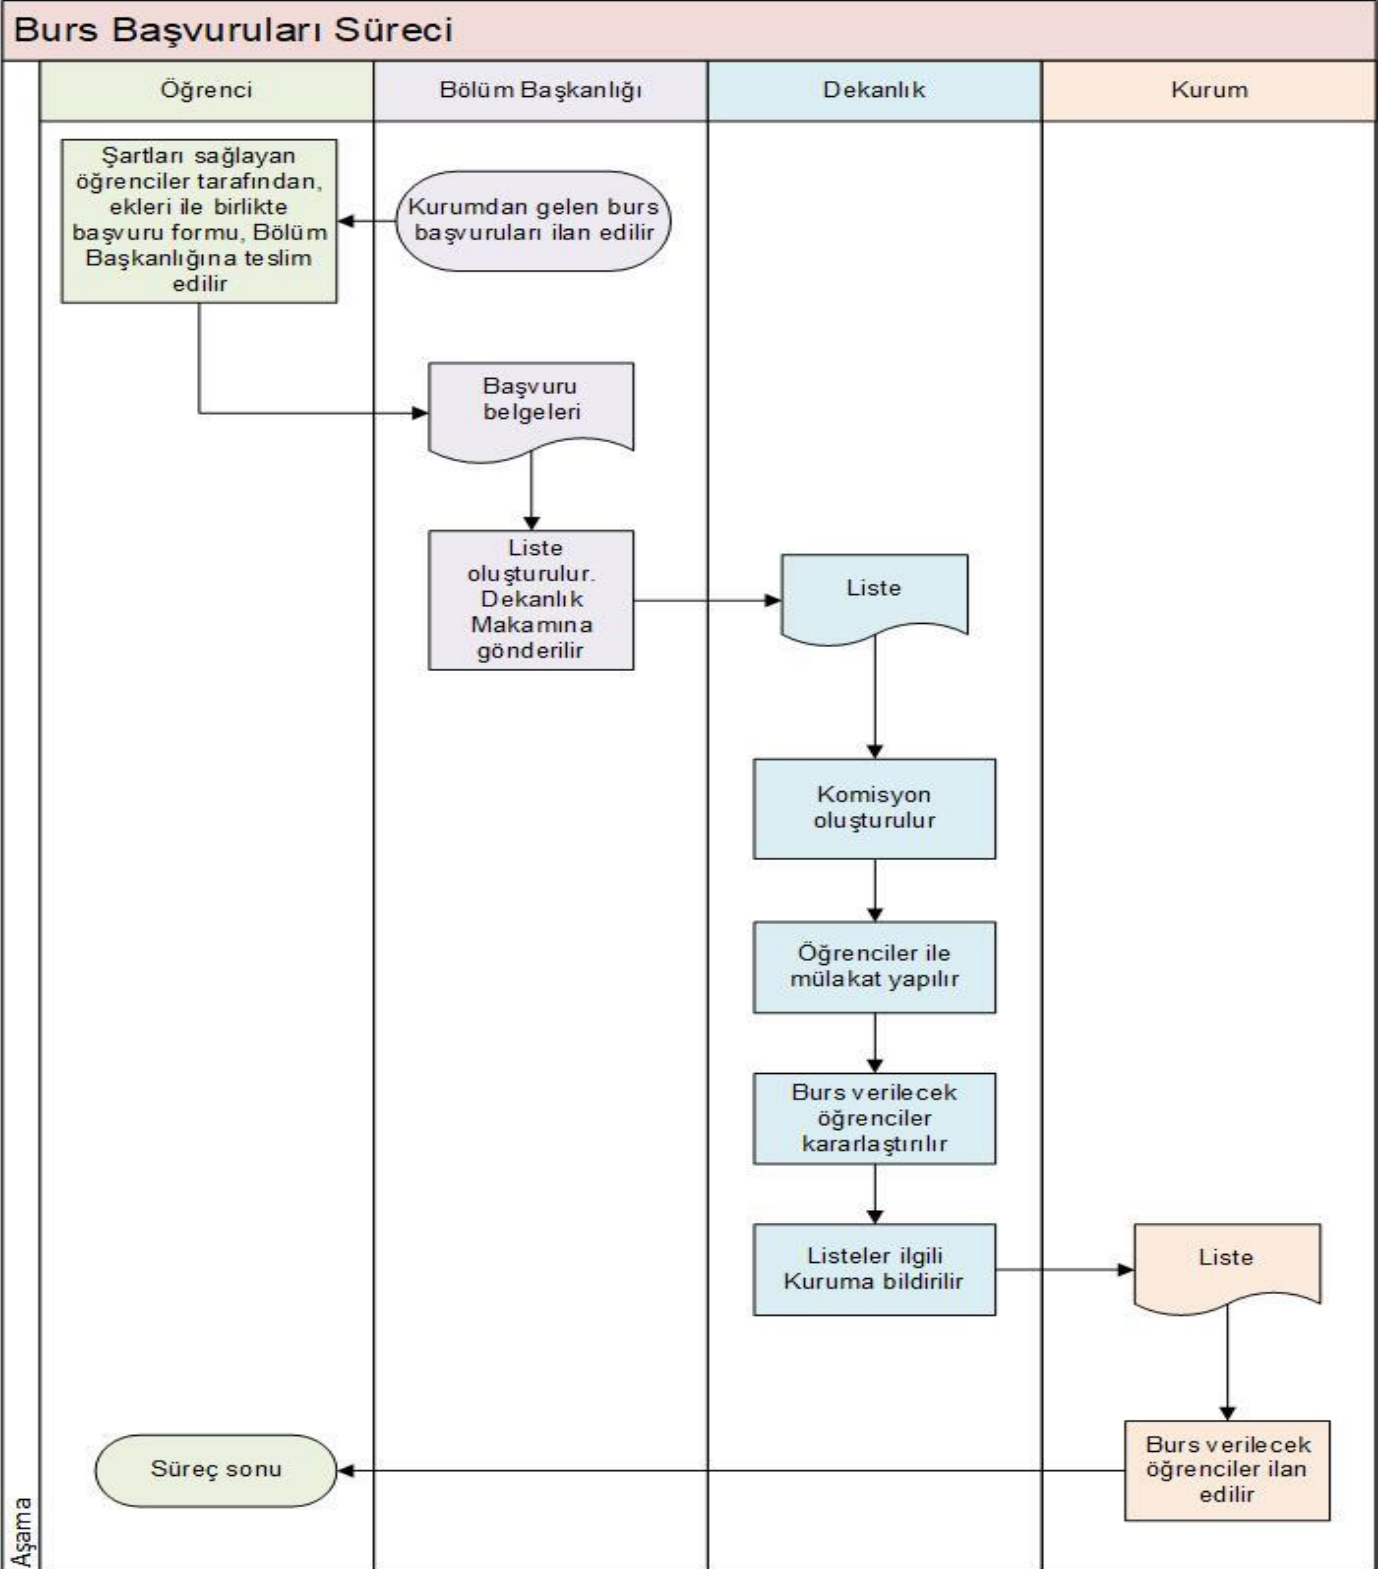 Burs Başvuruları Süreci
Öğrenci
Bölüm Başkanlığı
Dekanlık
Kurum
Şartları sağlayan
öğrenciler tarafından,
ekleri ile birlikte
başvuru formu, Bölüm
Başkanlığına teslim
edilir
Kurumdan gelen burs
başvuruları ilan edilir
Başvuru
belgeleri
Liste
oluşturulur.
Dekanlık
Makamına
gönderilir
Liste
Komisyon
oluşturulur
Öğrenciler ile
mülakat yapılır
Burs verilecek
öğrenciler
kararlaştırılır
Listeler ilgili
Kuruma bildirilir
Liste
Burs verilecek
öğrenciler ilan
edilir
Süreç sonu
Aşama